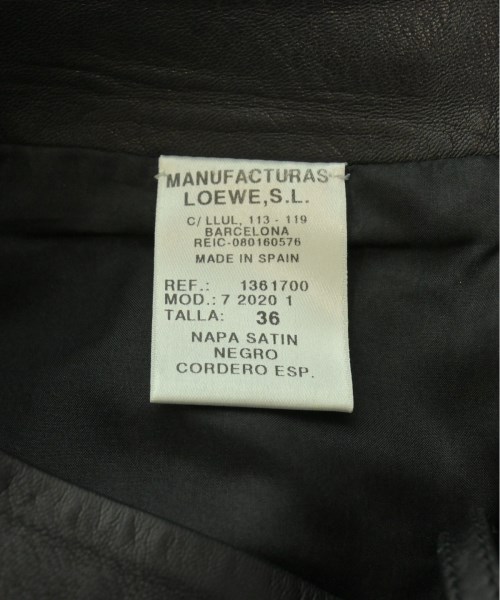 MANUFACTURAS
LOEWE,S.L.
C/ LLUL, 113 - 119
BARCELONA
REIC-080160576
MADE IN SPAIN
REF.: 1361700
MOD.: 7 2020 1
TALLA: 36
NAPA SATIN
NEGRO
CORDERO ESP.